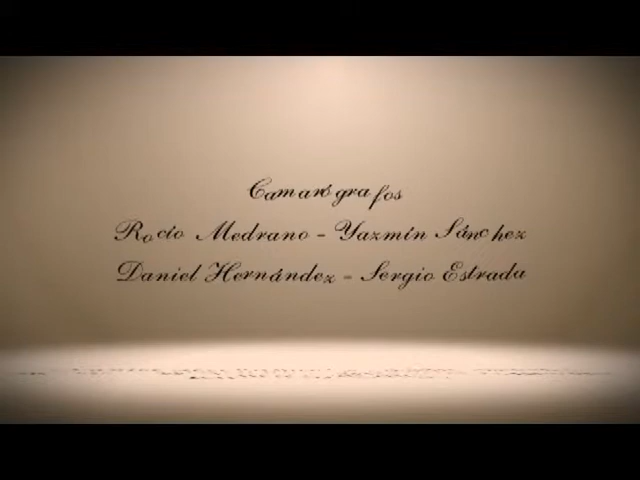 Camarógrafos
Rocío Medrano - Yazmín Sánchez
Daniel Hernández - Sergio Estrada